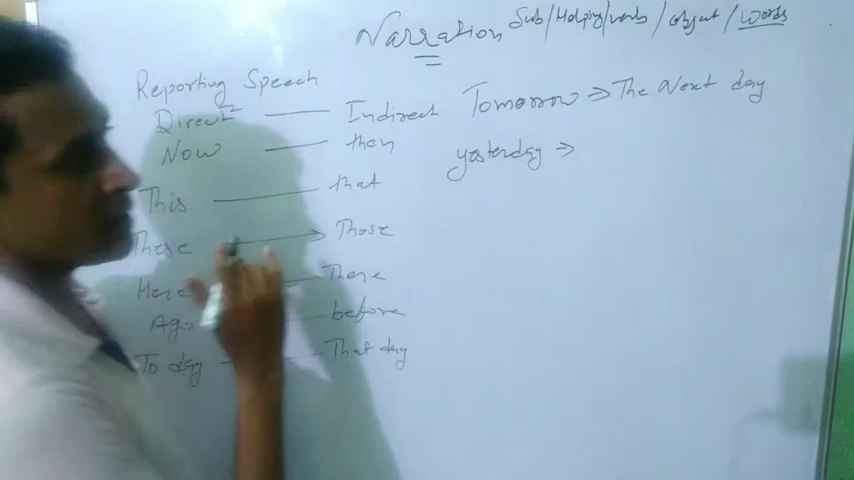 Narration Sub/Helping/verb/object/words
Reporting Speech
Direct — Indirect
Now — then
This — that
These → Those
Here — There
Ago — before
To day — That day
Tomorrow ⇒ The Next day
yesterday ⇒